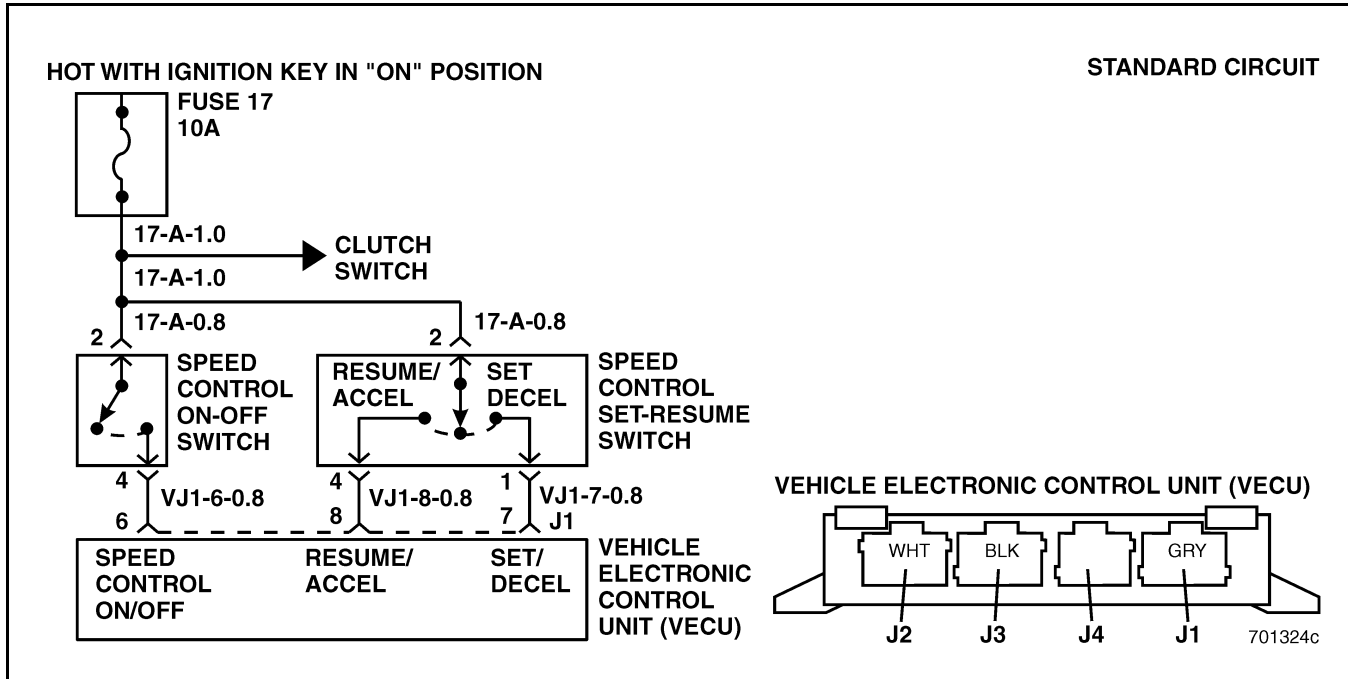 HOT WITH IGNITION KEY IN "ON" POSITION
STANDARD CIRCUIT
FUSE 17
10A
17-A-1.0
CLUTCH
SWITCH
17-A-1.0
17-A-0.8
2
17-A-0.8
2
SPEED
CONTROL
ON-OFF
SWITCH
RESUME/
ACCEL
SET
DECEL
SPEED
CONTROL
SET-RESUME
SWITCH
4
VJ1-6-0.8
6
4
VJ1-8-0.8
8
1
VJ1-7-0.8
7
J1
SPEED
CONTROL
ON/OFF
RESUME/
ACCEL
SET/
DECEL
VEHICLE
ELECTRONIC
CONTROL
UNIT (VECU)
VEHICLE ELECTRONIC CONTROL UNIT (VECU)
WHT
BLK
GRY
J2
J3
J4
J1
701324c